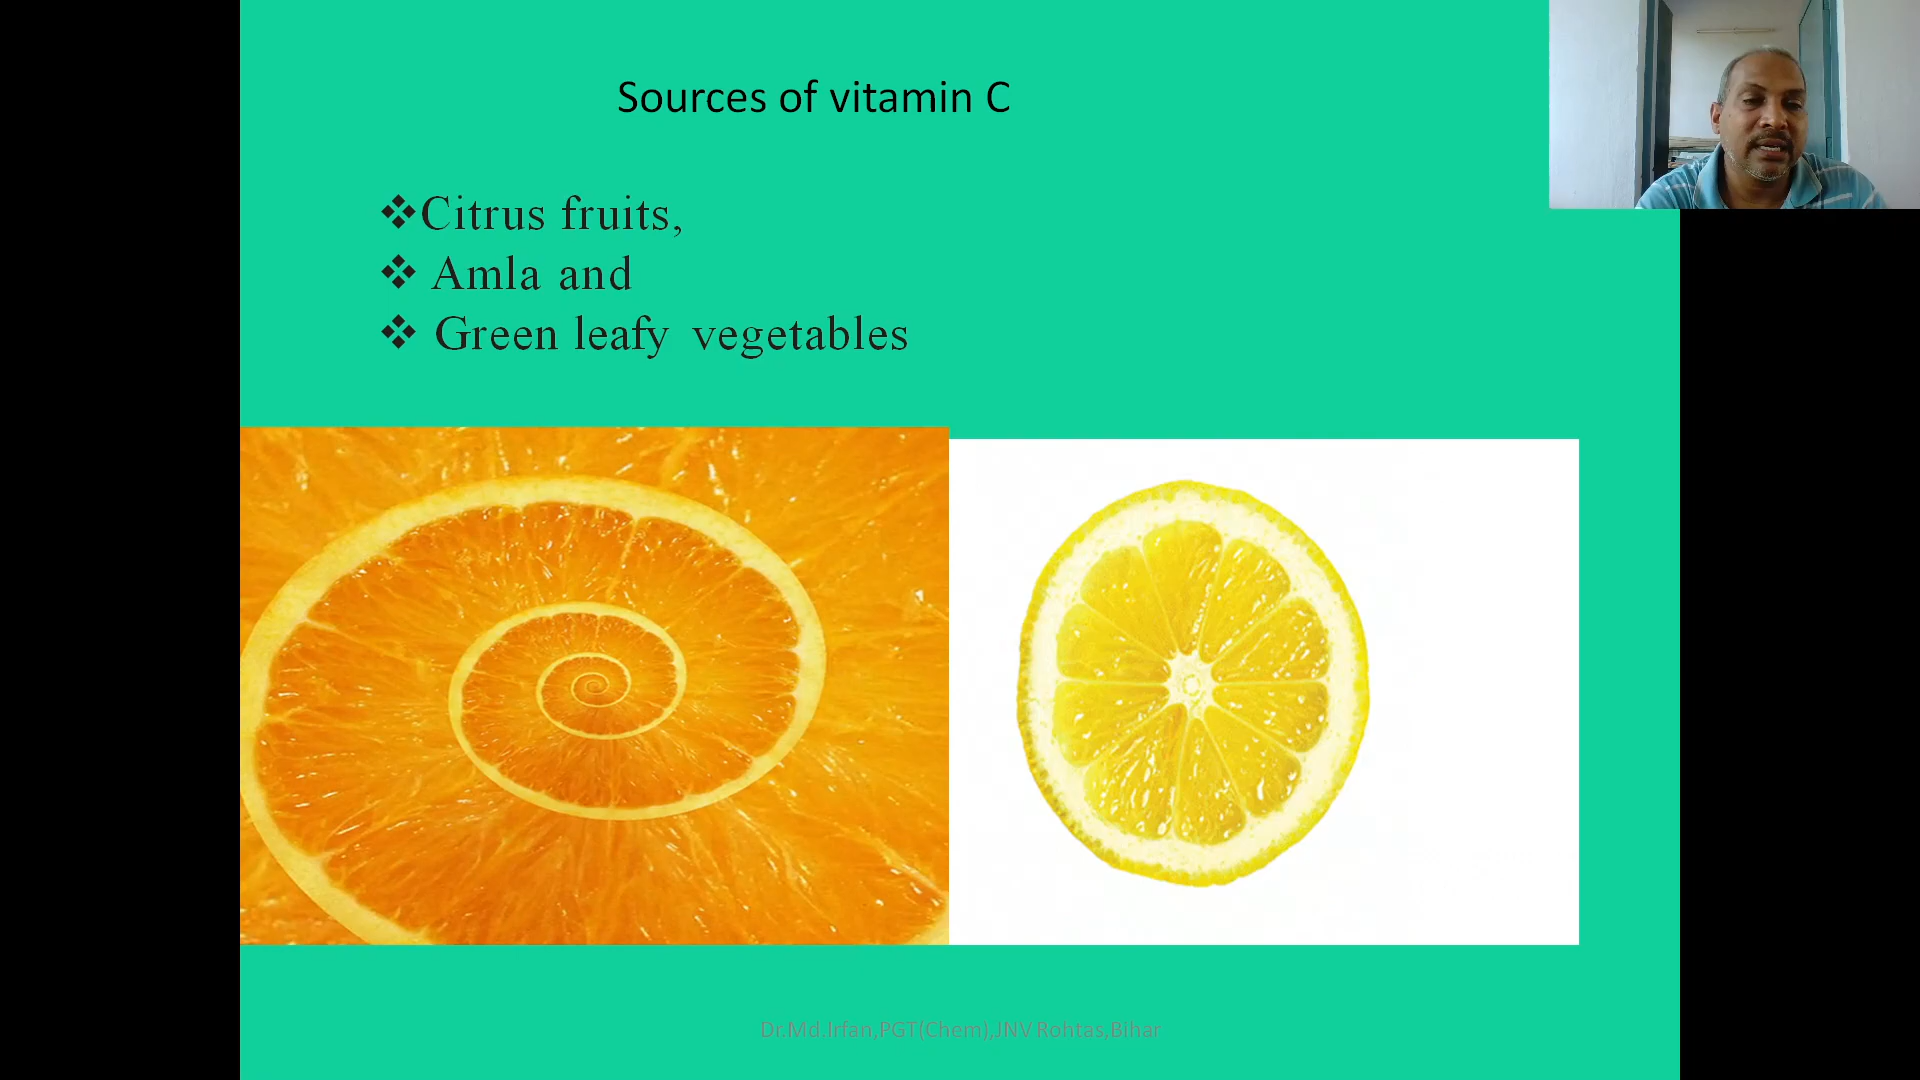 Sources of vitamin C
❖Citrus fruits,
❖ Amla and
❖ Green leafy vegetables
Dr.Md.Irfan,PGT(Chem),JNV Rohtas,Bihar